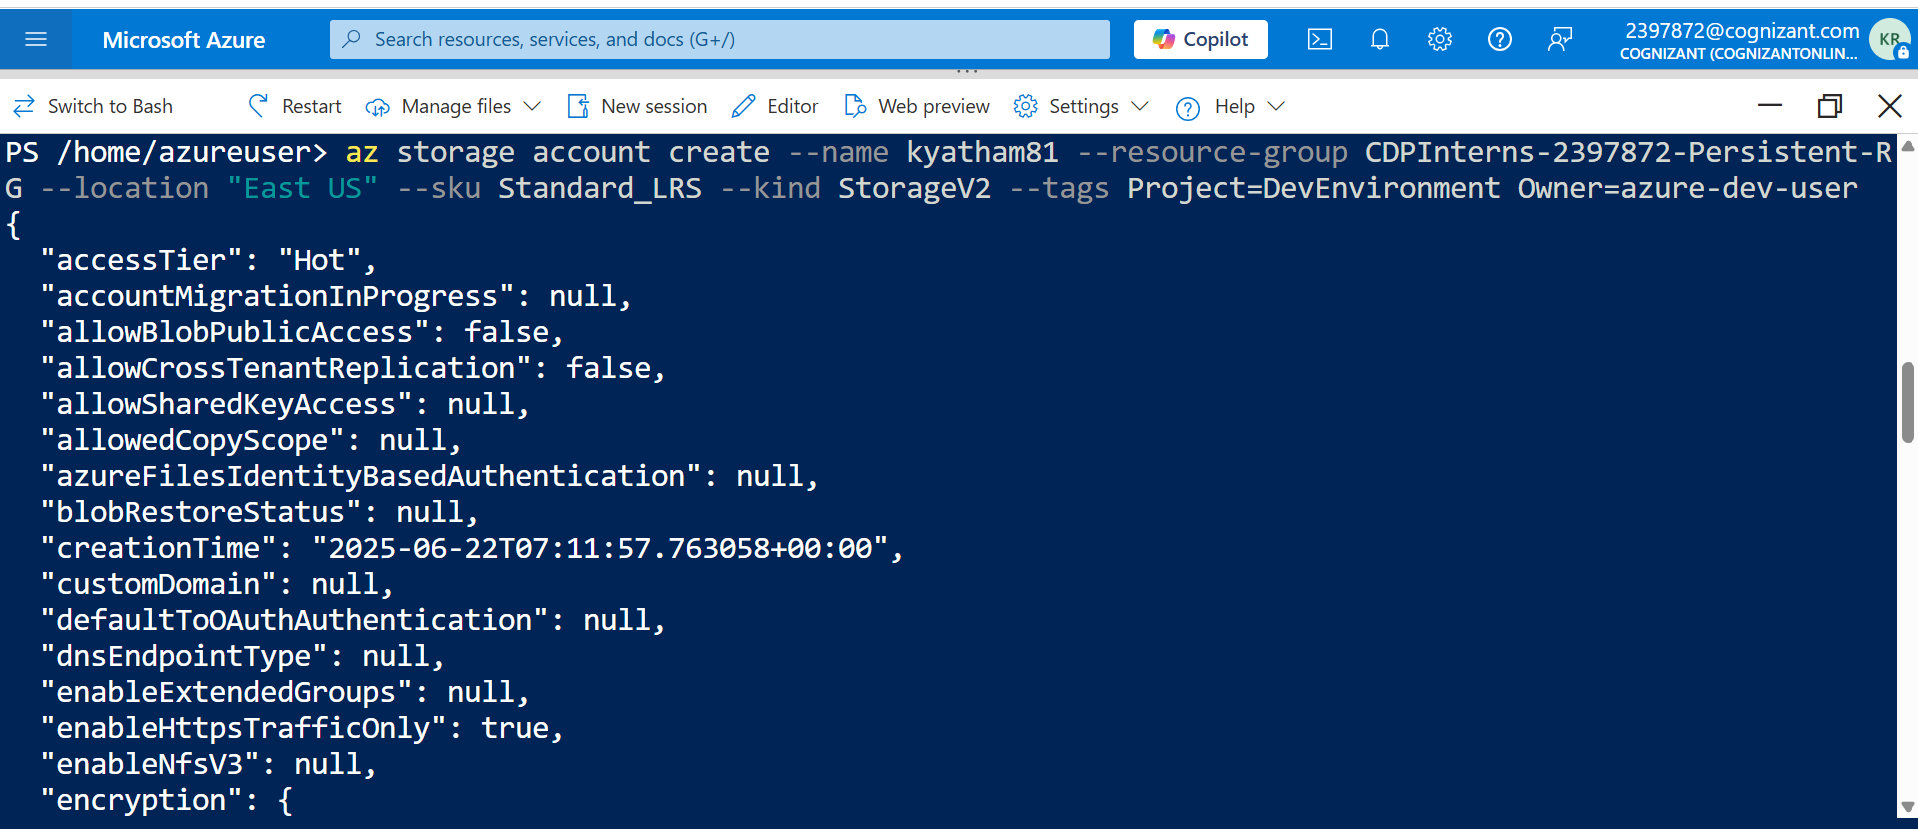 Microsoft Azure
Search resources, services, and docs (G+/)
Copilot
2397872@cognizant.com
COGNIZANT (COGNIZANTONLIN...
KR
Switch to Bash
Restart
Manage files
New session
Editor
Web preview
Settings
Help
PS /home/azureuser> az storage account create --name kyatham81 --resource-group CDPInterns-2397872-Persistent-R
G --location "East US" --sku Standard_LRS --kind StorageV2 --tags Project=DevEnvironment Owner=azure-dev-user
{
"accessTier": "Hot",
"accountMigrationInProgress": null,
"allowBlobPublicAccess": false,
"allowCrossTenantReplication": false,
"allowSharedKeyAccess": null,
"allowedCopyScope": null,
"azureFilesIdentityBasedAuthentication": null,
"blobRestoreStatus": null,
"creationTime": "2025-06-22T07:11:57.763058+00:00",
"customDomain": null,
"defaultToOAuthAuthentication": null,
"dnsEndpointType": null,
"enableExtendedGroups": null,
"enableHttpsTrafficOnly": true,
"enableNfsV3": null,
"encryption": {